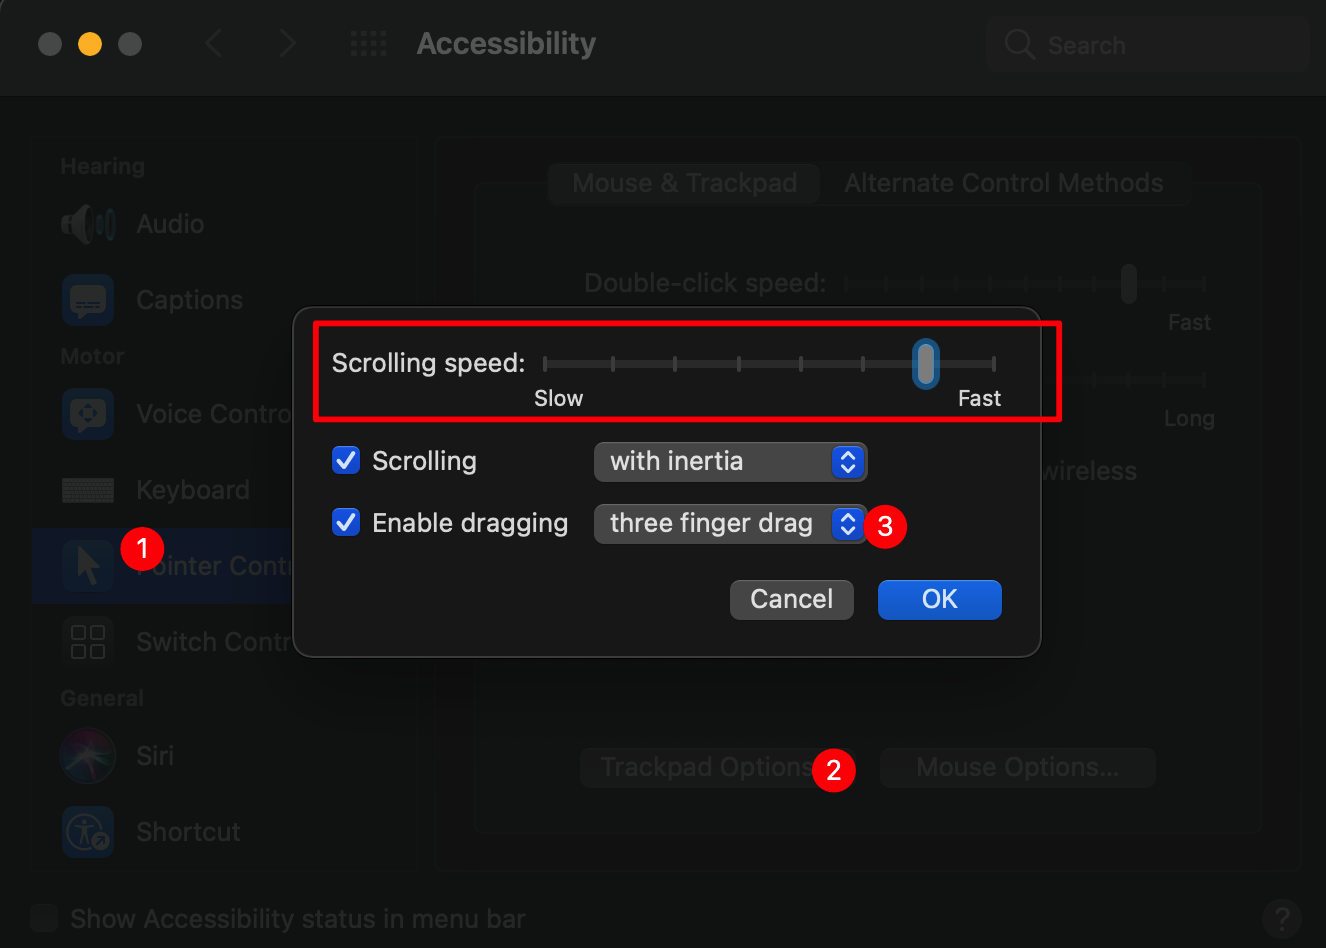 Accessibility
Search
Hearing
Audio
Captions
Motor
Voice Contro
Keyboard
1
Pointer Contr
Switch Contr
General
Siri
Shortcut
Show Accessibility status in menu bar
Mouse & Trackpad
Alternate Control Methods
Double-click speed:
Fast
Long
wireless
Scrolling speed:
Slow
Fast
Scrolling
with inertia
Enable dragging
three finger drag
3
Cancel
OK
Trackpad Options
2
Mouse Options...
?